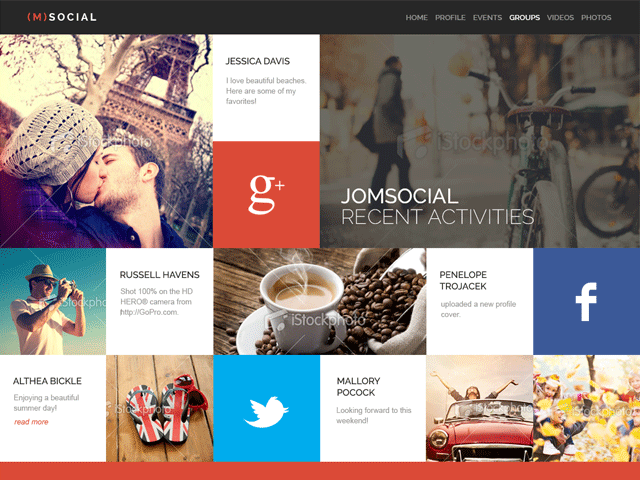 (M)SOCIAL
HOME PROFILE EVENTS GROUPS VIDEOS PHOTOS
JESSICA DAVIS
I love beautiful beaches.
Here are some of my
favorites!
iStockphoto
iStockphoto
g+
JOMSOCIAL
RECENT ACTIVITIES
iStockphoto
RUSSELL HAVENS
Shot 100% on the HD
HERO® camera from
http://GoPro.com.
iStockphoto
PENELOPE
TROJACEK
uploaded a new profile
cover.
f
ALTHEA BICKLE
Enjoying a beautiful
summer day!
read more
iStockphoto
MALLORY
POCOCK
Looking forward to this
weekend!
iStockphoto
iStockphoto